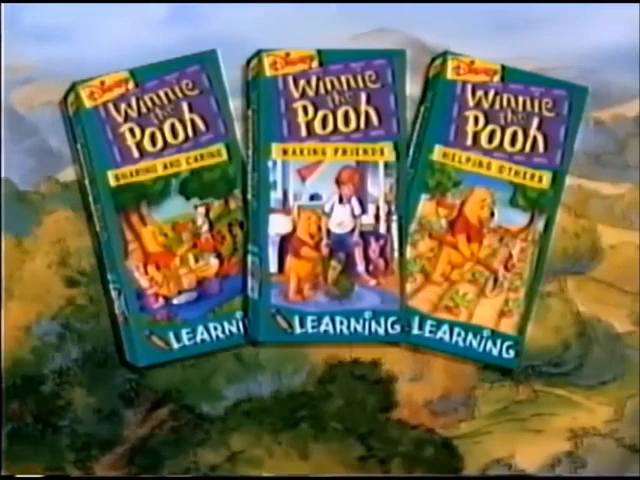 Disney
Winnie
the
Pooh
SHARING AND CARING
LEARNING
Disney
Winnie
the
Pooh
MAKING FRIENDS
LEARNING
Disney
Winnie
the
Pooh
HELPING OTHERS
LEARNING